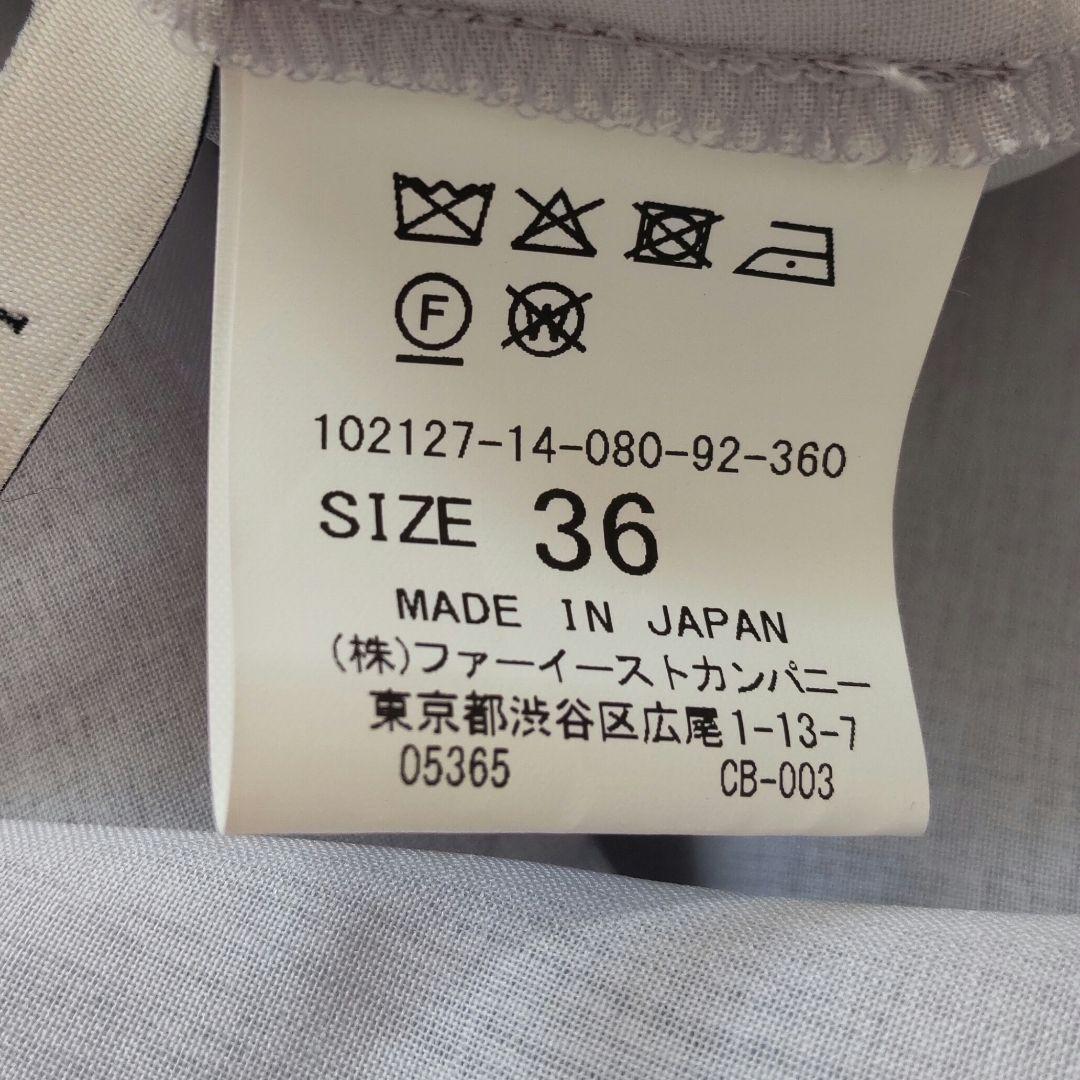 F W
102127-14-080-92-360
SIZE 36
MADE IN JAPAN
(株)ファーイーストカンパニー
東京都渋谷区広尾1-13-7
05365 CB-003